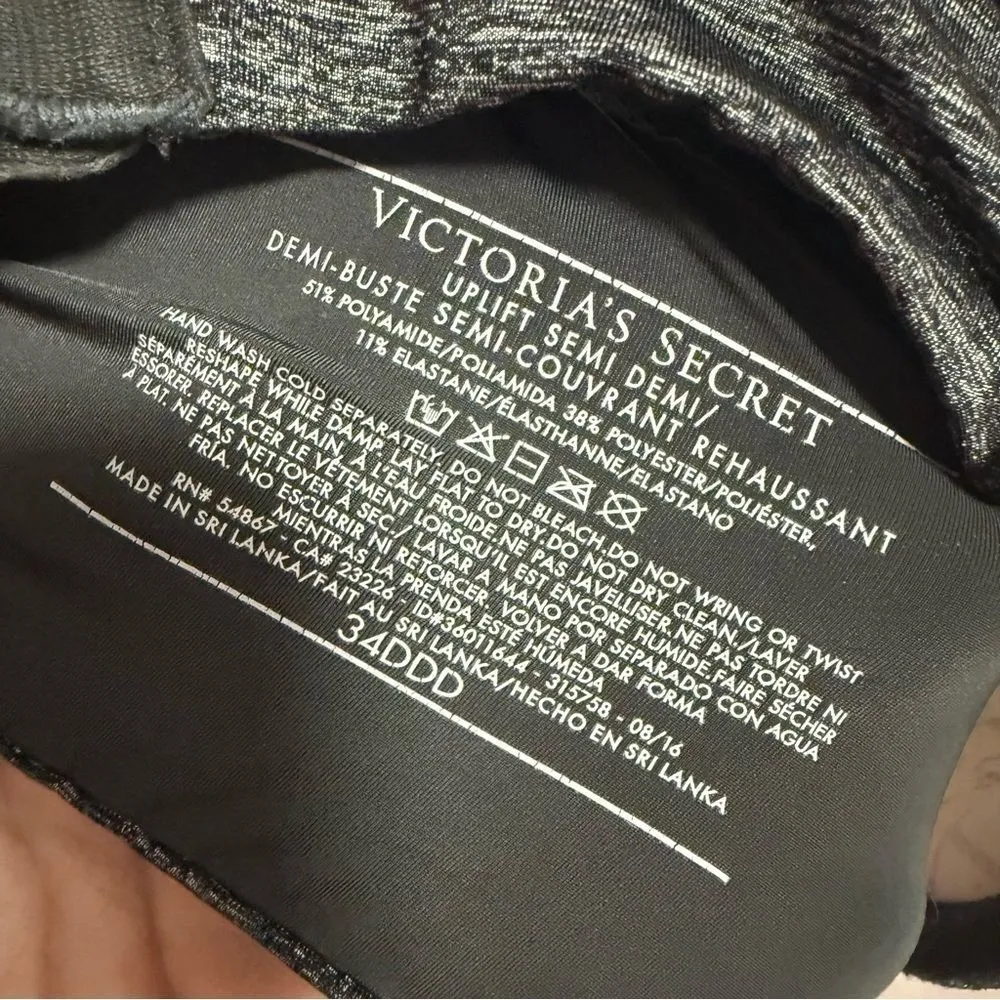 VICTORIA'S SECRET
UPLIFT SEMI DEMI/
DEMI-BUSTE SEMI-COUVRANT REHAUSSANT
51% POLYAMIDE/POLIAMIDA 38% POLYESTER/POLIÉSTER,
11% ELASTANE/ÉLASTHANNE/ELASTANO
HAND WASH COLD SEPARATELY. DO NOT BLEACH.DO NOT WRING OR TWIST
RESHAPE WHILE DAMP. LAY FLAT TO DRY.DO NOT DRY CLEAN./LAVER
SÉPARÉMENT À LA MAIN, À L'EAU FROIDE.NE PAS JAVELLISER.NE PAS TORDRE NI
ESSORER. REPLACER LE VÊTEMENT LORSQU'IL EST ENCORE HUMIDE.FAIRE SÉCHER
À PLAT. NE PAS NETTOYER À SEC./ LAVAR A MANO POR SEPARADO CON AGUA
FRIA. NO ESCURRIR NI RETORCER. VOLVER A DAR FORMA
MIENTRAS LA PRENDA ESTÉ HÚMEDA
RN# 54867 - CA# 23226 ID#36011644 - 31575B - 08/16
MADE IN SRI LANKA/FAIT AU SRI LANKA/HECHO EN SRI LANKA
34DDD